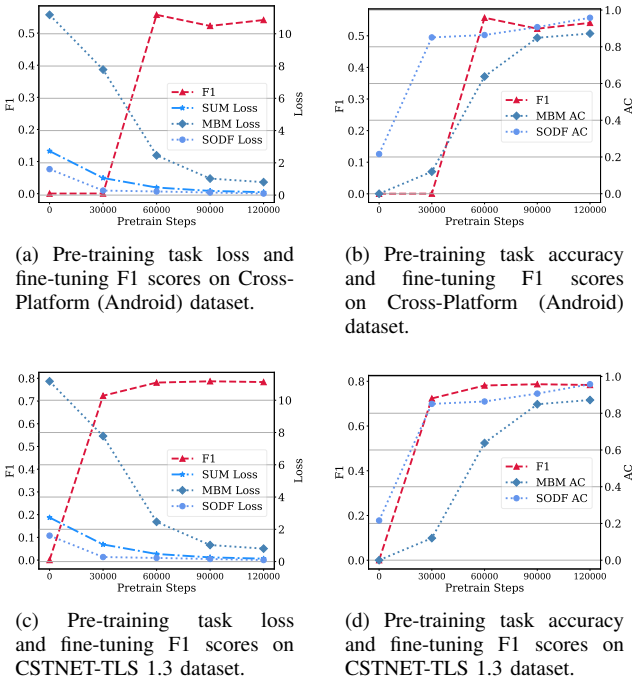 0.5
0.4
0.3
0.2
0.1
0.0
F1
10
8
6
4
2
0
Loss
F1
SUM Loss
MBM Loss
SODF Loss
0 30000 60000 90000 120000
Pretrain Steps
(a) Pre-training task loss and
fine-tuning F1 scores on Cross-
Platform (Android) dataset.
0.5
0.4
0.3
0.2
0.1
0.0
F1
1.0
0.8
0.6
0.4
0.2
0.0
AC
F1
MBM AC
SODF AC
0 30000 60000 90000 120000
Pretrain Steps
(b) Pre-training task accuracy
and fine-tuning F1 scores
on Cross-Platform (Android)
dataset.
0.8
0.7
0.6
0.5
0.4
0.3
0.2
0.1
0.0
F1
10
8
6
4
2
0
Loss
F1
SUM Loss
MBM Loss
SODF Loss
0 30000 60000 90000 120000
Pretrain Steps
(c) Pre-training task loss
and fine-tuning F1 scores on
CSTNET-TLS 1.3 dataset.
0.8
0.6
0.4
0.2
0.0
F1
1.0
0.8
0.6
0.4
0.2
0.0
AC
F1
MBM AC
SODF AC
0 30000 60000 90000 120000
Pretrain Steps
(d) Pre-training task accuracy
and fine-tuning F1 scores on
CSTNET-TLS 1.3 dataset.